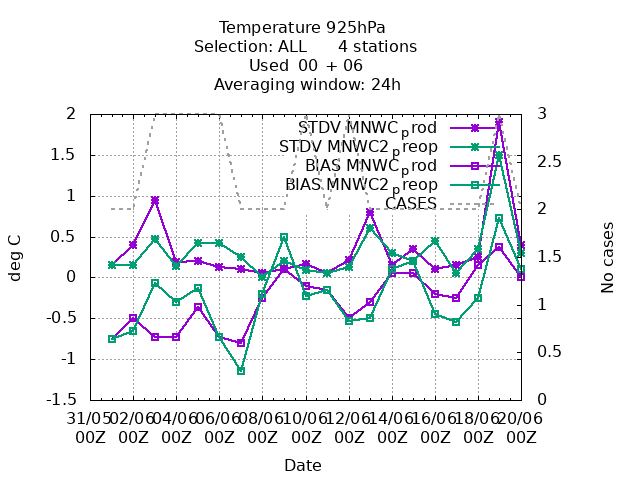 Temperature 925hPa
Selection: ALL 4 stations
Used 00 + 06
Averaging window: 24h
STDV MNWC_prod
STDV MNWC2_preop
BIAS MNWC_prod
BIAS MNWC2_preop
CASES
2
1.5
1
0.5
0
-0.5
-1
-1.5
deg C
3
2.5
2
1.5
1
0.5
0
No cases
31/05 02/06 04/06 06/06 08/06 10/06 12/06 14/06 16/06 18/06 20/06
00Z 00Z 00Z 00Z 00Z 00Z 00Z 00Z 00Z 00Z 00Z
Date